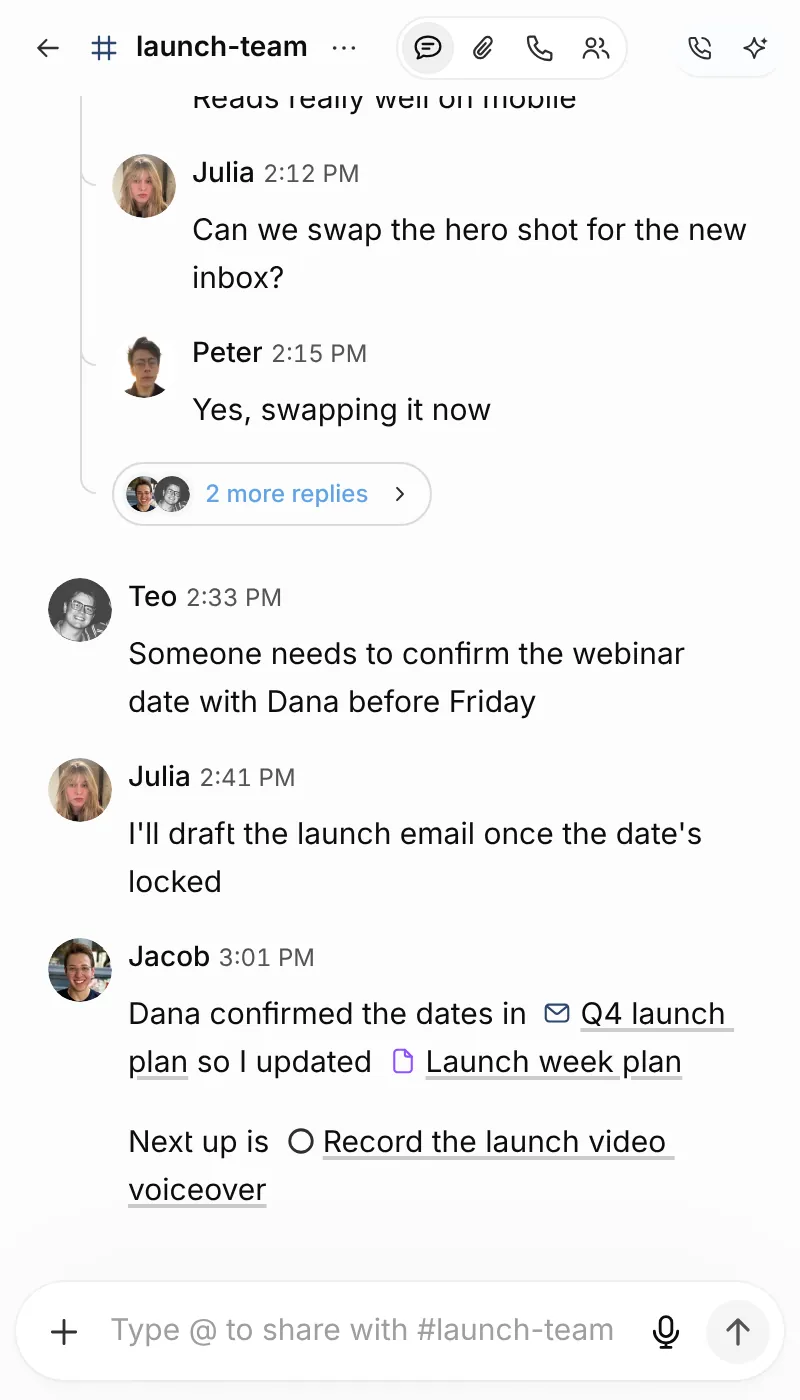 launch-team
Reads really well on mobile
Julia 2:12 PM
Can we swap the hero shot for the new
inbox?
Peter 2:15 PM
Yes, swapping it now
2 more replies
Teo 2:33 PM
Someone needs to confirm the webinar
date with Dana before Friday
Julia 2:41 PM
I'll draft the launch email once the date's
locked
Jacob 3:01 PM
Dana confirmed the dates in Q4 launch
plan so I updated Launch week plan
Next up is Record the launch video
voiceover
Type @ to share with #launch-team